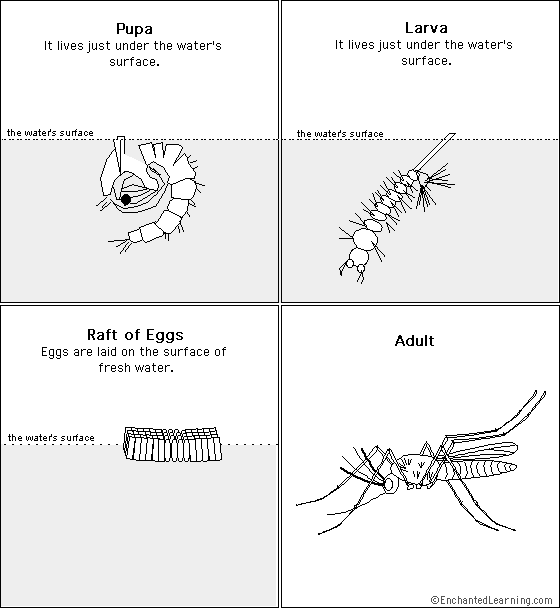 Pupa
It lives just under the water's
surface.
the water's surface
Larva
It lives just under the water's
surface.
the water's surface
Raft of Eggs
Eggs are laid on the surface of
fresh water.
the water's surface
Adult
©EnchantedLearning.com